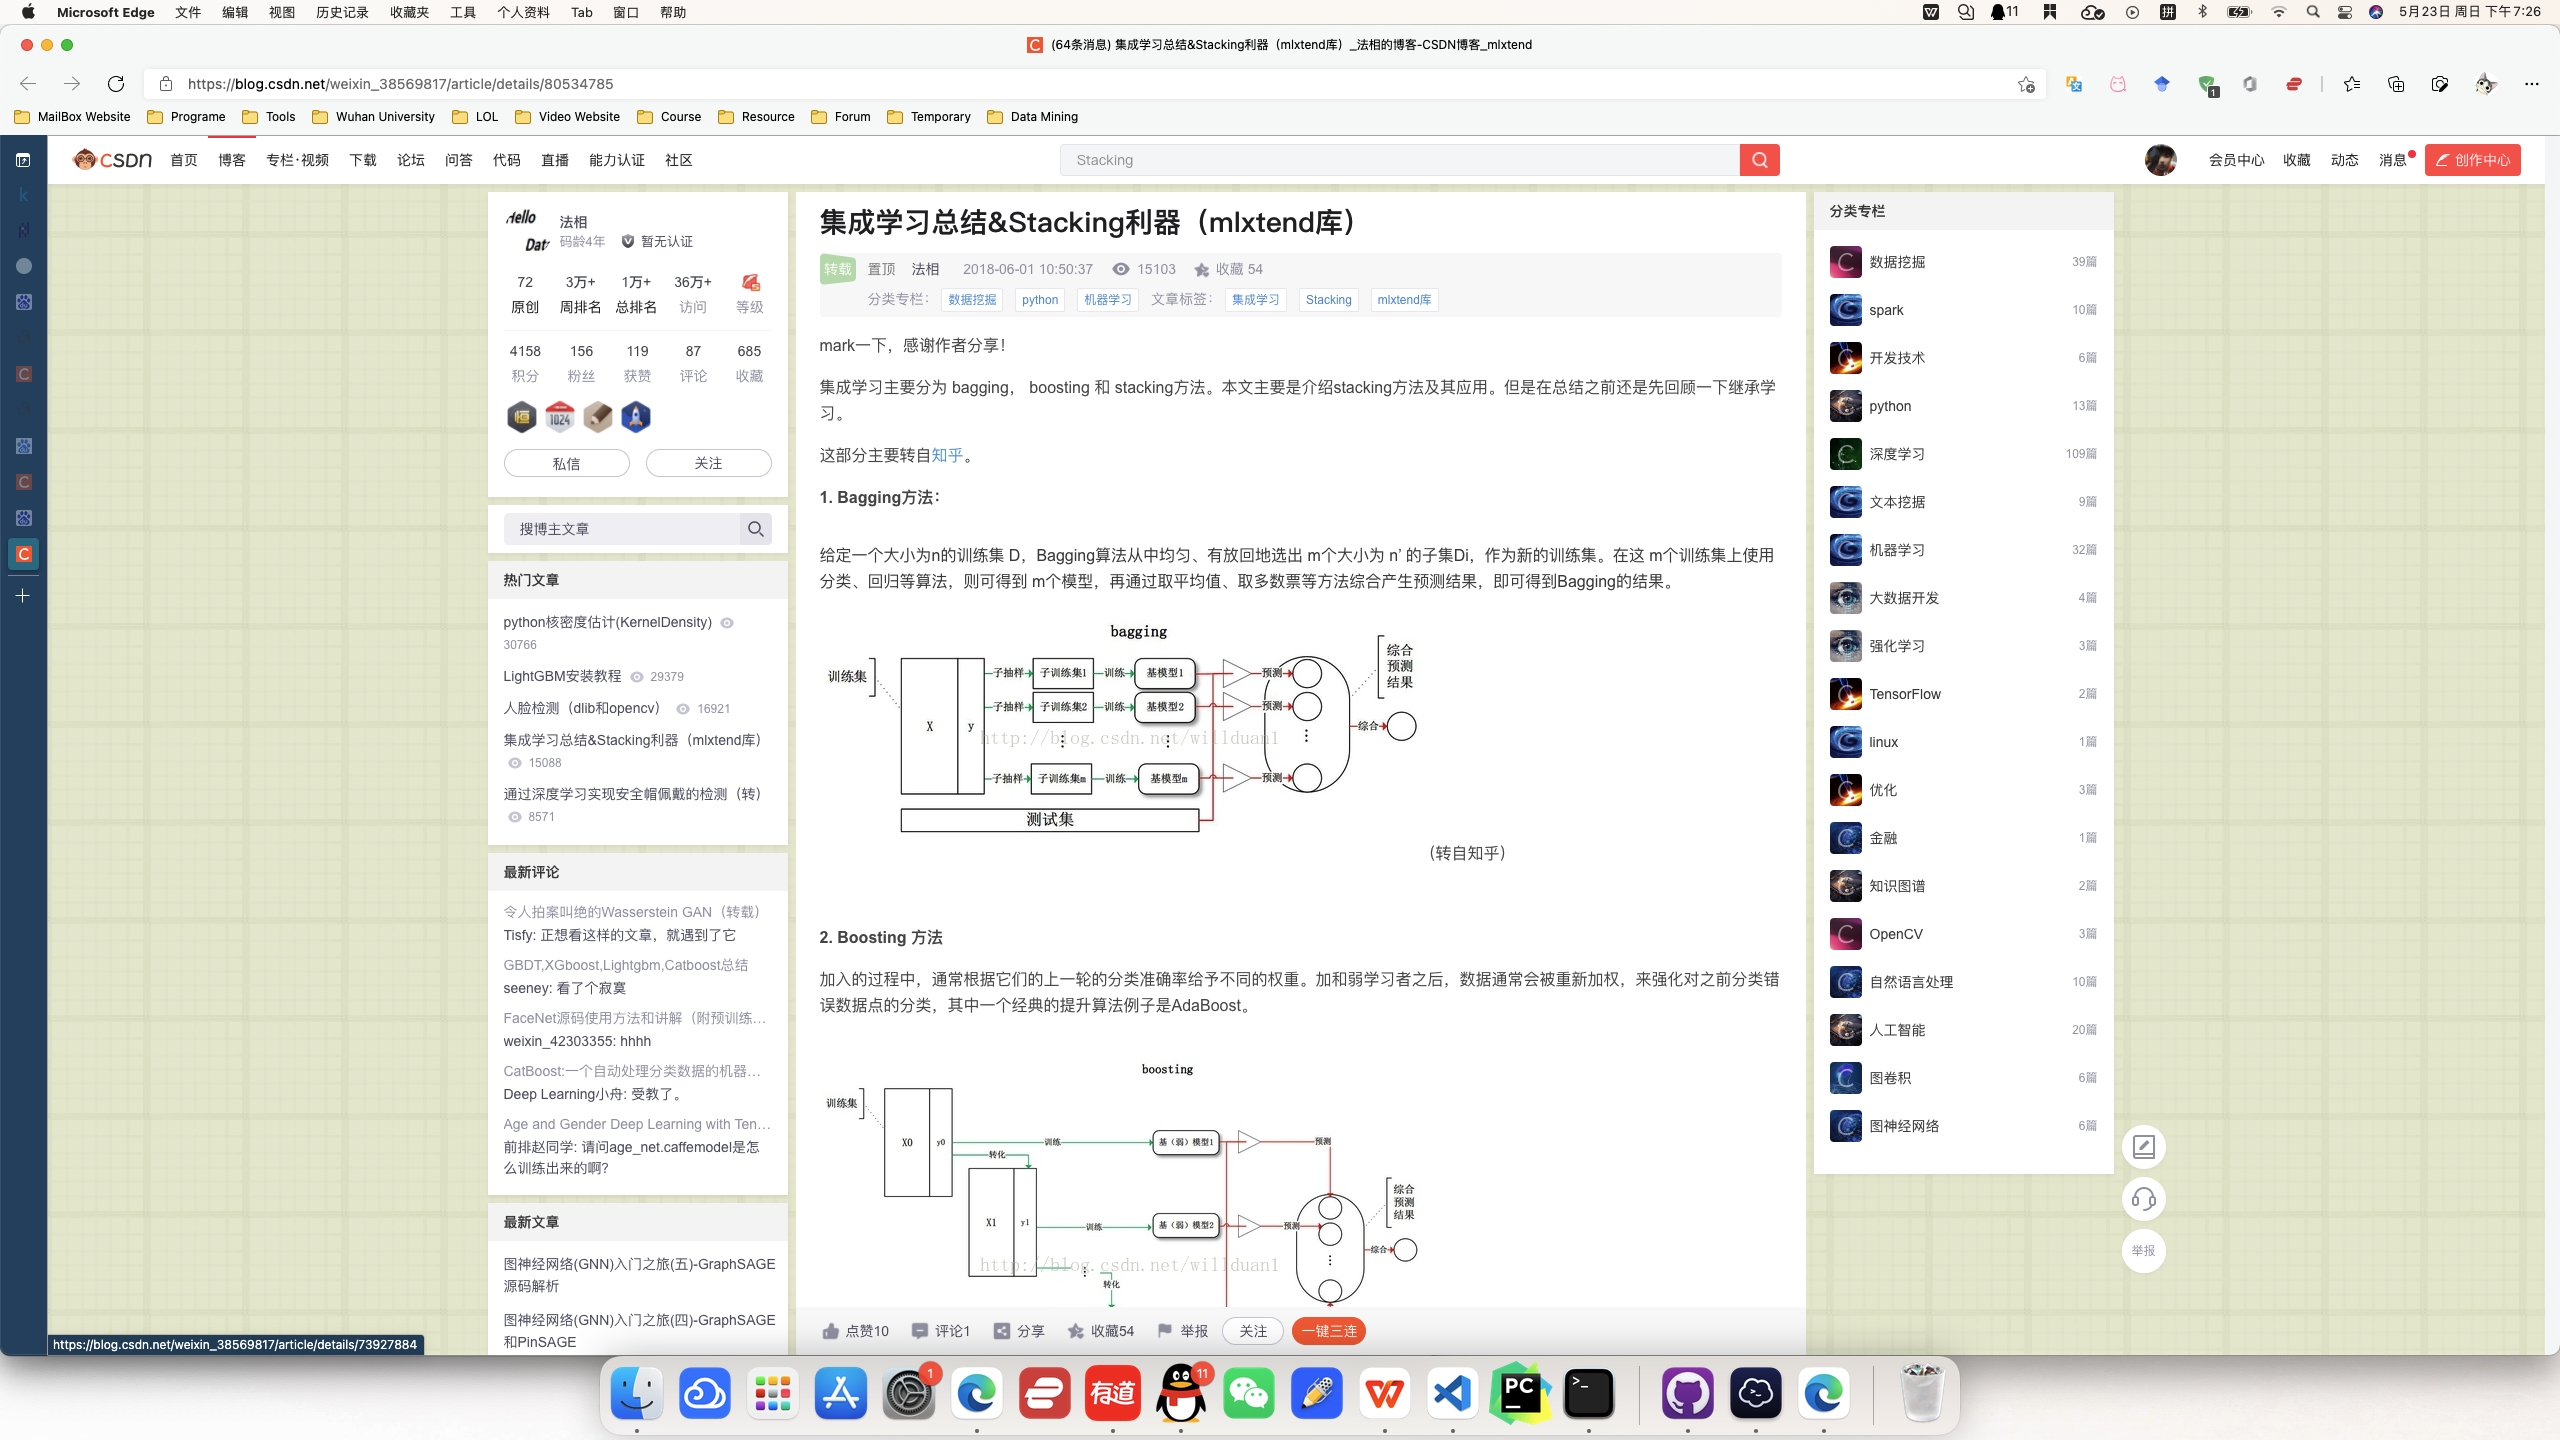 Microsoft Edge 文件 编辑 视图 历史记录 收藏夹 工具 个人资料 Tab 窗口 帮助
11 拼 5月23日 周日 下午7:26
(64条消息) 集成学习总结&Stacking利器（mlxtend库）_法相的博客-CSDN博客_mlxtend
https://blog.csdn.net/weixin_38569817/article/details/80534785
1
MailBox Website Programe Tools Wuhan University LOL Video Website Course Resource Forum Temporary Data Mining
CSDN 首页 博客 专栏·视频 下载 论坛 问答 代码 直播 能力认证 社区
Stacking
会员中心 收藏 动态 消息 创作中心
Hello
Dat
法相
码龄4年 暂无认证
72 3万+ 1万+ 36万+
原创 周排名 总排名 访问 等级
4158 156 119 87 685
积分 粉丝 获赞 评论 收藏
1024
私信 关注
搜博主文章
热门文章
python核密度估计(KernelDensity)
30766
LightGBM安装教程 29379
人脸检测（dlib和opencv） 16921
集成学习总结&Stacking利器（mlxtend库）
15088
通过深度学习实现安全帽佩戴的检测（转）
8571
最新评论
令人拍案叫绝的Wasserstein GAN（转载）
Tisfy: 正想看这样的文章，就遇到了它
GBDT,XGboost,Lightgbm,Catboost总结
seeney: 看了个寂寞
FaceNet源码使用方法和讲解（附预训练...
weixin_42303355: hhhh
CatBoost:一个自动处理分类数据的机器...
Deep Learning小舟: 受教了。
Age and Gender Deep Learning with Ten...
前排赵同学: 请问age_net.caffemodel是怎
么训练出来的啊?
最新文章
图神经网络(GNN)入门之旅(五)-GraphSAGE
源码解析
图神经网络(GNN)入门之旅(四)-GraphSAGE
和PinSAGE
集成学习总结&Stacking利器（mlxtend库）
转载 置顶 法相 2018-06-01 10:50:37 15103 收藏 54
分类专栏： 数据挖掘 python 机器学习 文章标签： 集成学习 Stacking mlxtend库
mark一下，感谢作者分享！
集成学习主要分为 bagging， boosting 和 stacking方法。本文主要是介绍stacking方法及其应用。但是在总结之前还是先回顾一下继承学
习。
这部分主要转自知乎。
1. Bagging方法：
给定一个大小为n的训练集 D，Bagging算法从中均匀、有放回地选出 m个大小为 n' 的子集Di，作为新的训练集。在这 m个训练集上使用
分类、回归等算法，则可得到 m个模型，再通过取平均值、取多数票等方法综合产生预测结果，即可得到Bagging的结果。
bagging
训练集 X y
子抽样 子训练集1 训练 基模型1 预测
子抽样 子训练集2 训练 基模型2 预测
子抽样 子训练集m 训练 基模型m 预测
综合
预测
结果
综合
测试集
http://blog.csdn.net/willduan1
（转自知乎）
2. Boosting 方法
加入的过程中，通常根据它们的上一轮的分类准确率给予不同的权重。加和弱学习者之后，数据通常会被重新加权，来强化对之前分类错
误数据点的分类，其中一个经典的提升算法例子是AdaBoost。
boosting
训练集
X0 y0 训练 基（弱）模型1 预测
转化
X1 y1 训练 基（弱）模型2 预测
综合
预测
结果
综合
http://blog.csdn.net/willduan1
转化
点赞10 评论1 分享 收藏54 举报 关注 一键三连
分类专栏
数据挖掘 39篇
spark 10篇
开发技术 6篇
python 13篇
深度学习 109篇
文本挖掘 9篇
机器学习 32篇
大数据开发 4篇
强化学习 3篇
TensorFlow 2篇
linux 1篇
优化 3篇
金融 1篇
知识图谱 2篇
OpenCV 3篇
自然语言处理 10篇
人工智能 20篇
图卷积 6篇
图神经网络 6篇
举报
https://blog.csdn.net/weixin_38569817/article/details/73927884
1 有道 11 PC